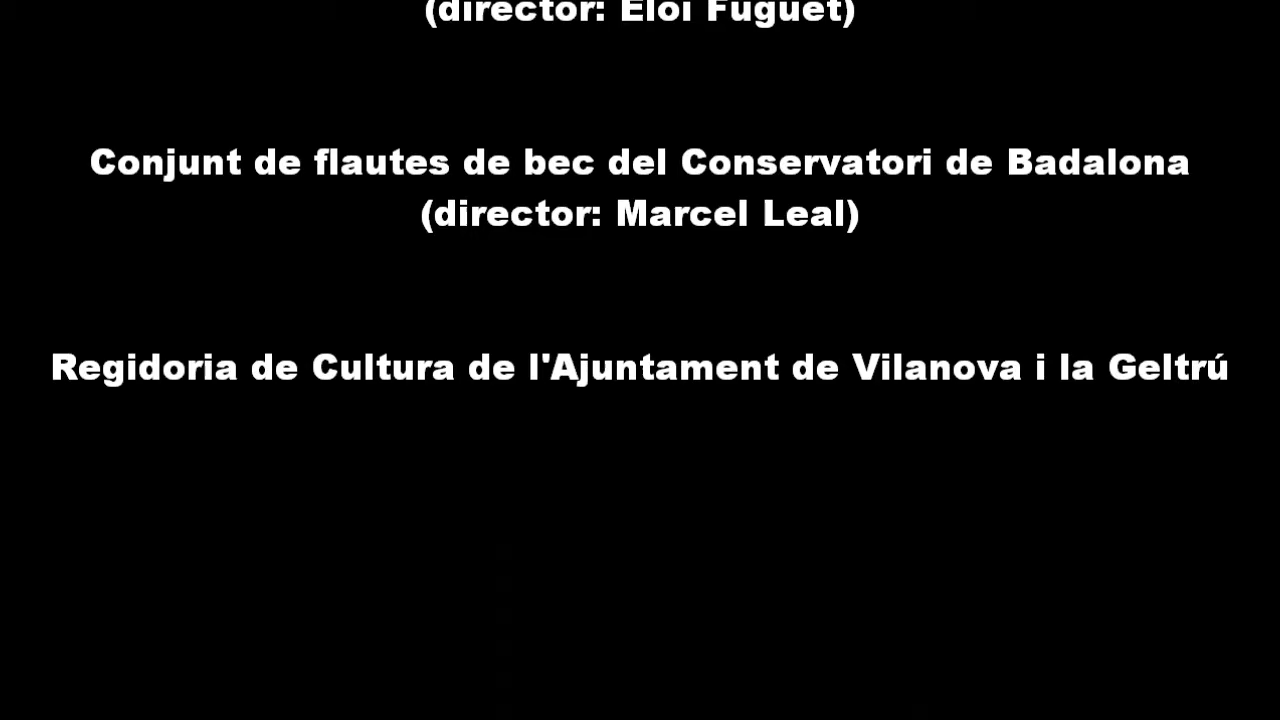 (director: Eloi Fuguet)
Conjunt de flautes de bec del Conservatori de Badalona
(director: Marcel Leal)
Regidoria de Cultura de l'Ajuntament de Vilanova i la Geltrú